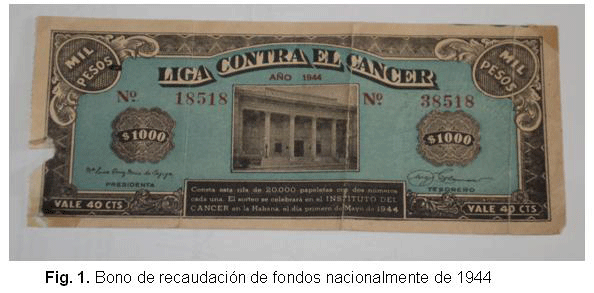 MIL PESOS
LIGA CONTRA EL CANCER
MIL PESOS
AÑO 1944
Nº 18518
Nº 38518
$1000
$1000
PRESIDENTA
TESORERO
Consta esta rifa de 20.000 papeletas con dos números
cada una. El sorteo se celebrará en el INSTITUTO DEL
CANCER en la Habana, el día primero de Mayo de 1944
VALE 40 CTS
VALE 40 CTS
Fig. 1. Bono de recaudación de fondos nacionalmente de 1944